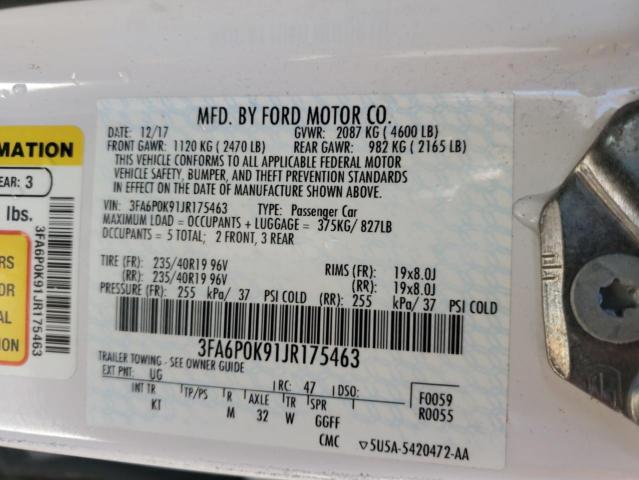 MFD. BY FORD MOTOR CO.
DATE: 12/17 GVWR: 2087 KG ( 4600 LB)
FRONT GAWR: 1120 KG ( 2470 LB) REAR GAWR: 982 KG ( 2165 LB)
THIS VEHICLE CONFORMS TO ALL APPLICABLE FEDERAL MOTOR
VEHICLE SAFETY, BUMPER, AND THEFT PREVENTION STANDARDS
IN EFFECT ON THE DATE OF MANUFACTURE SHOWN ABOVE.
VIN: 3FA6P0K91JR175463 TYPE: Passenger Car
MAXIMUM LOAD = OCCUPANTS + LUGGAGE = 375KG/ 827LB
OCCUPANTS = 5 TOTAL; 2 FRONT, 3 REAR
TIRE (FR): 235/40R19 96V RIMS (FR): 19x8.0J
(RR): 235/40R19 96V (RR): 19x8.0J
PRESSURE (FR): 255 kPa/ 37 PSI COLD (RR): 255 kPa/ 37 PSI COLD
3FA6P0K91JR175463
TRAILER TOWING - SEE OWNER GUIDE
EXT PNT: UG RC: 47 DSO: F0059
INT TR TP/PS R AXLE TR SPR R0055
KT M 32 W GGFF
CMC 5U5A-5420472-AA
MATION
EAR: 3
lbs.
3FA6P0K91JR175463
RS
OR
AL
ION